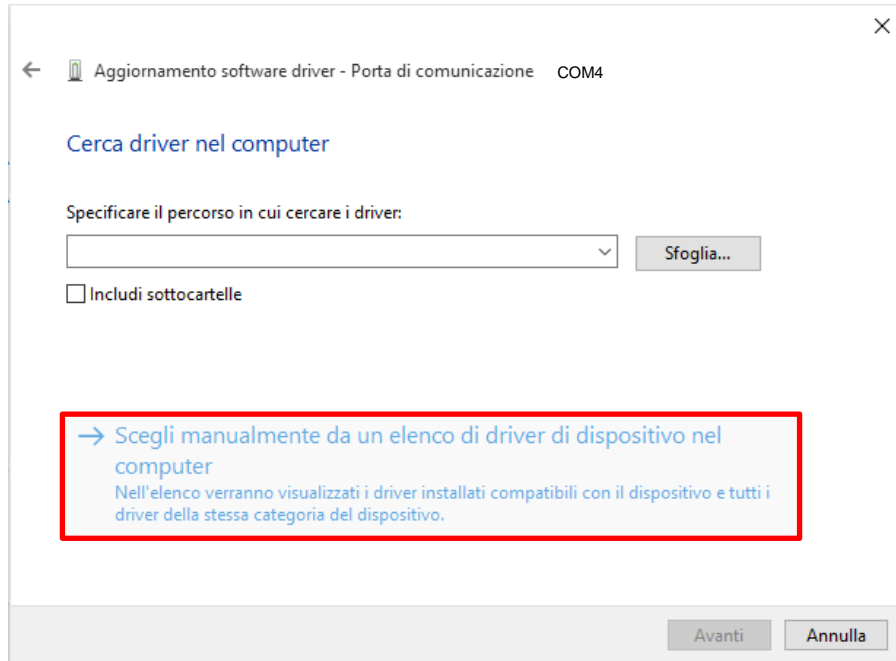 Aggiornamento software driver - Porta di comunicazione COM4
Cerca driver nel computer
Specificare il percorso in cui cercare i driver:
Sfoglia...
Includi sottocartelle
Scegli manualmente da un elenco di driver di dispositivo nel
computer
Nell'elenco verranno visualizzati i driver installati compatibili con il dispositivo e tutti i
driver della stessa categoria del dispositivo.
Avanti Annulla